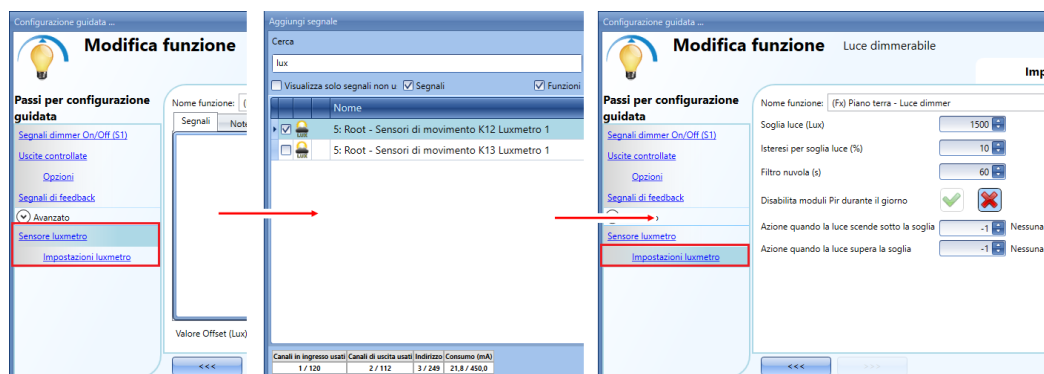 Configurazione guidata ...
Modifica funzione
Passi per configurazione guidata
Segnali dimmer On/Off (S1)
Uscite controllate
Opzioni
Segnali di feedback
Avanzato
Sensore luxmetro
Impostazioni luxmetro
Nome funzione: (
Segnali Note
Valore Offset (Lux)
<<<
Aggiungi segnale
Cerca
lux
Visualizza solo segnali non u Segnali Funzioni
Nome
5: Root - Sensori di movimento K12 Luxmetro 1
5: Root - Sensori di movimento K13 Luxmetro 1
Canali in ingresso usati Canali di uscita usati Indirizzo Consumo (mA)
1 / 120 2 / 112 3 / 249 21,8 / 450,0
Configurazione guidata ...
Modifica funzione Luce dimmerabile
Imp
Passi per configurazione guidata
Segnali dimmer On/Off (S1)
Uscite controllate
Opzioni
Segnali di feedback
Sensore luxmetro
Impostazioni luxmetro
Nome funzione: (Fx) Piano terra - Luce dimmer
Soglia luce (Lux) 1500
Isteresi per soglia luce (%) 10
Filtro nuvola (s) 60
Disabilita moduli Pir durante il giorno
Azione quando la luce scende sotto la soglia -1 Nessuna
Azione quando la luce supera la soglia -1 Nessuna
<<< >>>